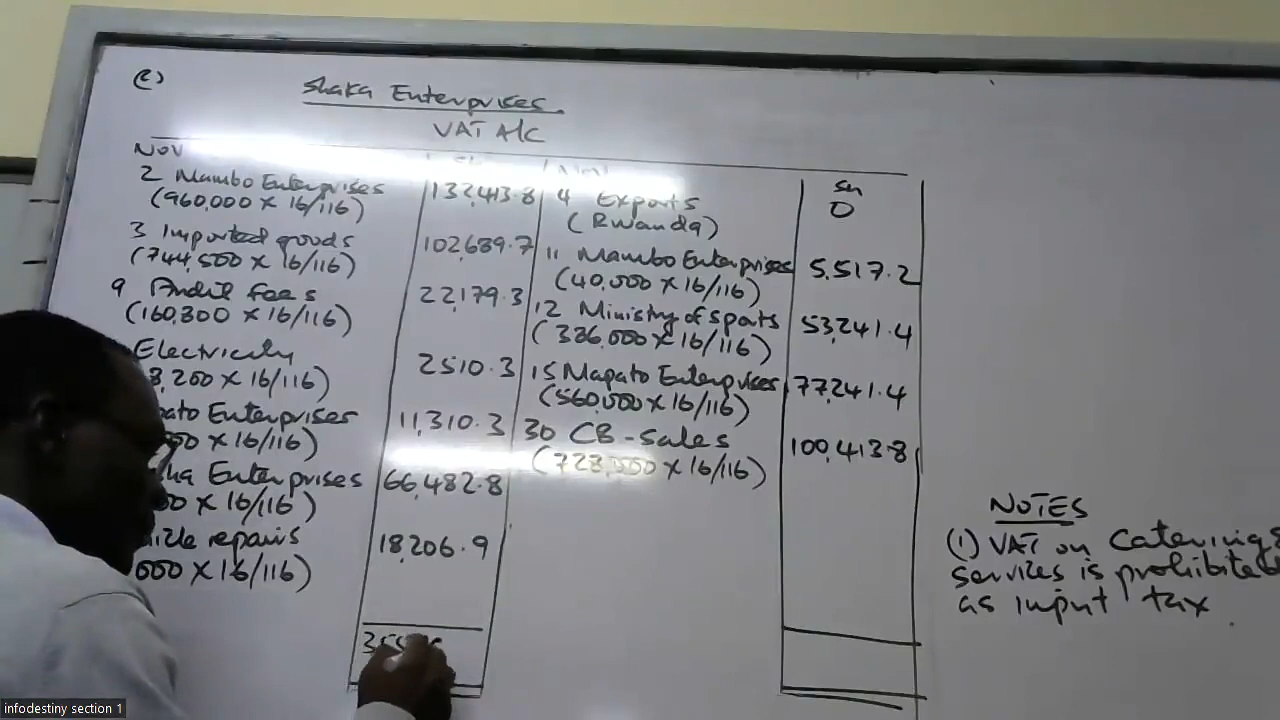 (c)
Shaka Enterprises.
VAT A/C
NOV
2 Mambo Enterprises 132,413.8
(960,000 × 16/116)
3 Imported goods 102,689.7
(744,500 × 16/116)
9 Audit fees 22,179.3
(160,800 × 16/116)
Electricity 2510.3
8,200 × 16/116)
pato Enterprises 11,310.3
× 16/116)
Enterprises 66,482.8
× 16/116)
repairs 18,206.9
000 × 16/116)
sh
4 Exports 0
(Rwanda)
11 Mambo Enterprises 5,517.2
(40,000 × 16/116)
12 Ministry of sports 53,241.4
(386,000 × 16/116)
15 Mapato Enterprises 77,241.4
(560,000 × 16/116)
30 CB - Sales 100,413.8
(728,000 × 16/116)
NOTES
(1) VAT on Catering
services is prohibited
as input tax.
infodestiny section 1